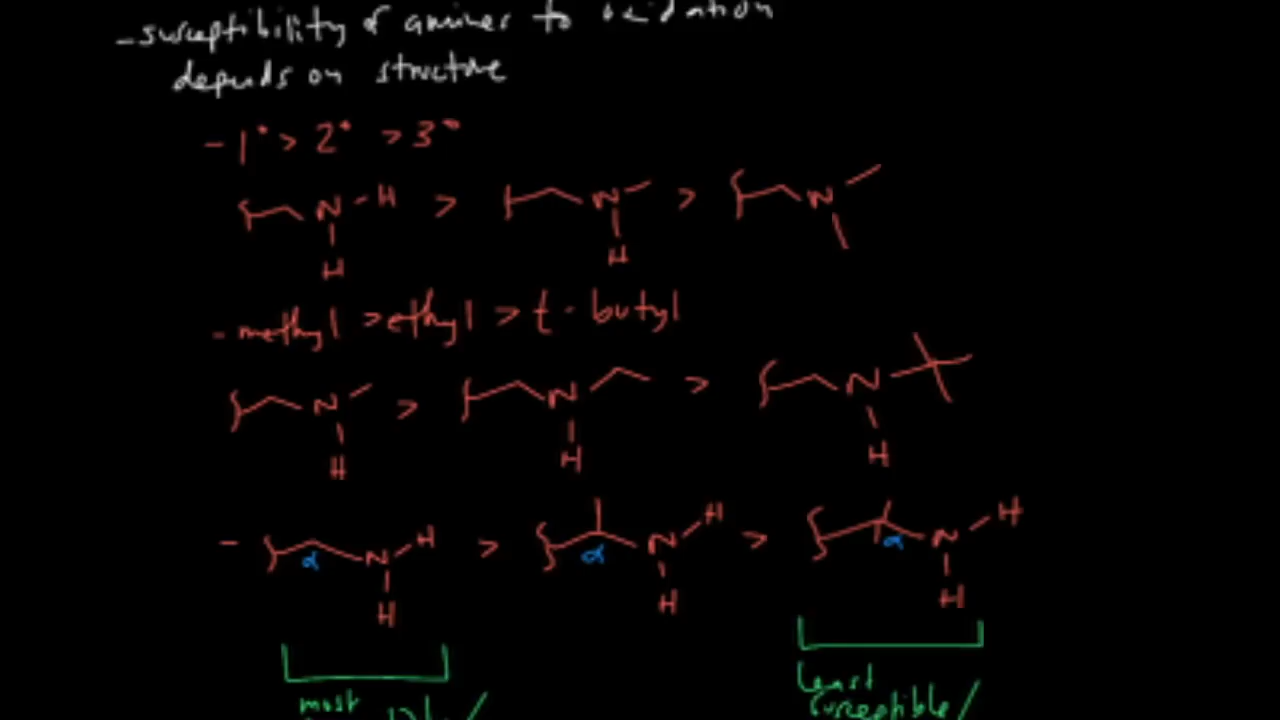 -susceptibility of amines to oxidation
depends on structure
- 1° > 2° > 3°
N-H > N > N
H H
- methyl > ethyl > t-butyl
N > N > N
H H H
- α N H > α N H > α N H
H H H
most
least
susceptible/